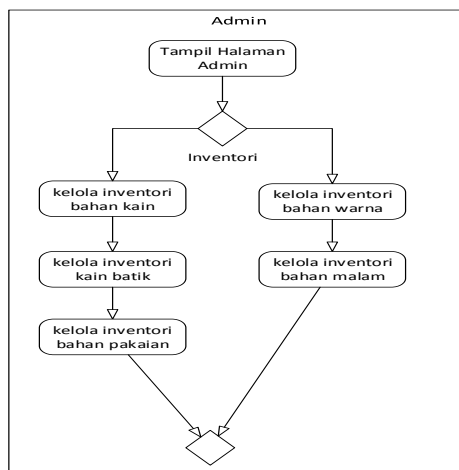 Admin
Tampil Halaman
Admin
Inventori
kelola inventori
bahan kain
kelola inventori
bahan warna
kelola inventori
kain batik
kelola inventori
bahan malam
kelola inventori
bahan pakaian